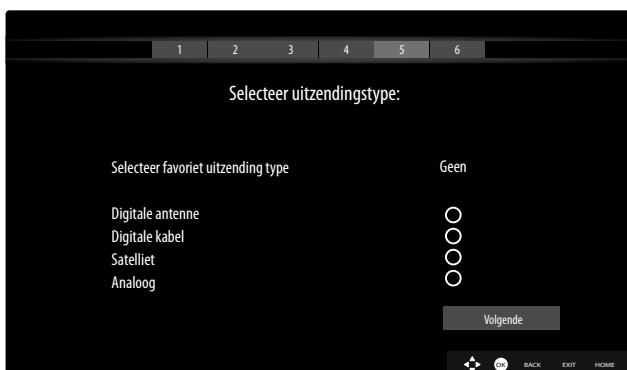 1 2 3 4 5 6
Selecteer uitzendingstype:
Selecteer favoriet uitzending type Geen
Digitale antenne
Digitale kabel
Satelliet
Analoog
Volgende
OK BACK EXIT HOME